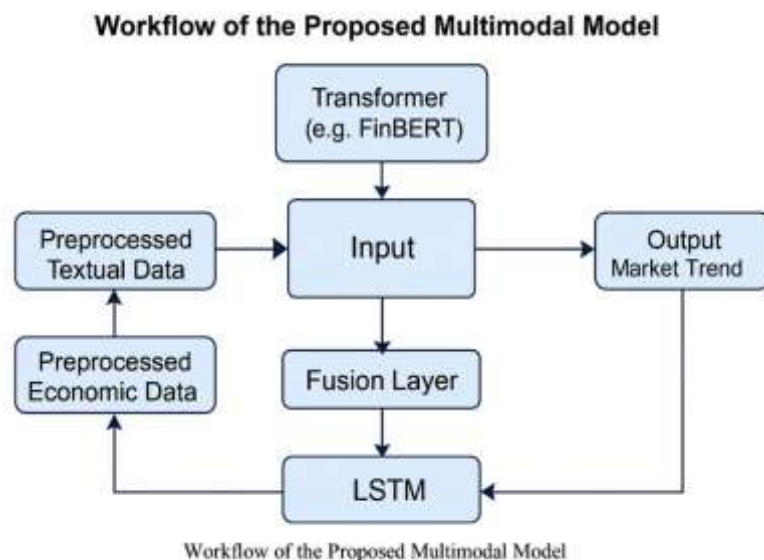 Workflow of the Proposed Multimodal Model
Transformer
(e.g. FinBERT)
Preprocessed
Textual Data
Input
Output
Market Trend
Preprocessed
Economic Data
Fusion Layer
LSTM
Workflow of the Proposed Multimodal Model